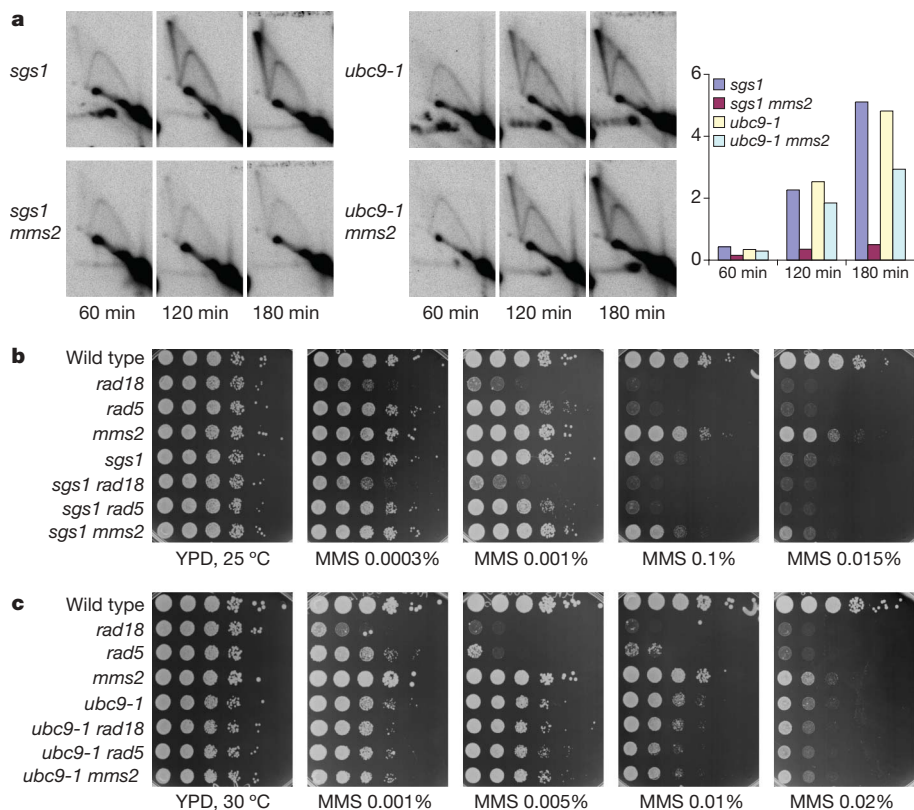 a
sgs1
ubc9-1
sgs1
mms2
ubc9-1
mms2
60 min 120 min 180 min
60 min 120 min 180 min
6
4
2
0
sgs1
sgs1 mms2
ubc9-1
ubc9-1 mms2
60 min 120 min 180 min
b
Wild type
rad18
rad5
mms2
sgs1
sgs1 rad18
sgs1 rad5
sgs1 mms2
YPD, 25 ºC MMS 0.0003% MMS 0.001% MMS 0.1% MMS 0.015%
c
Wild type
rad18
rad5
mms2
ubc9-1
ubc9-1 rad18
ubc9-1 rad5
ubc9-1 mms2
YPD, 30 ºC MMS 0.001% MMS 0.005% MMS 0.01% MMS 0.02%